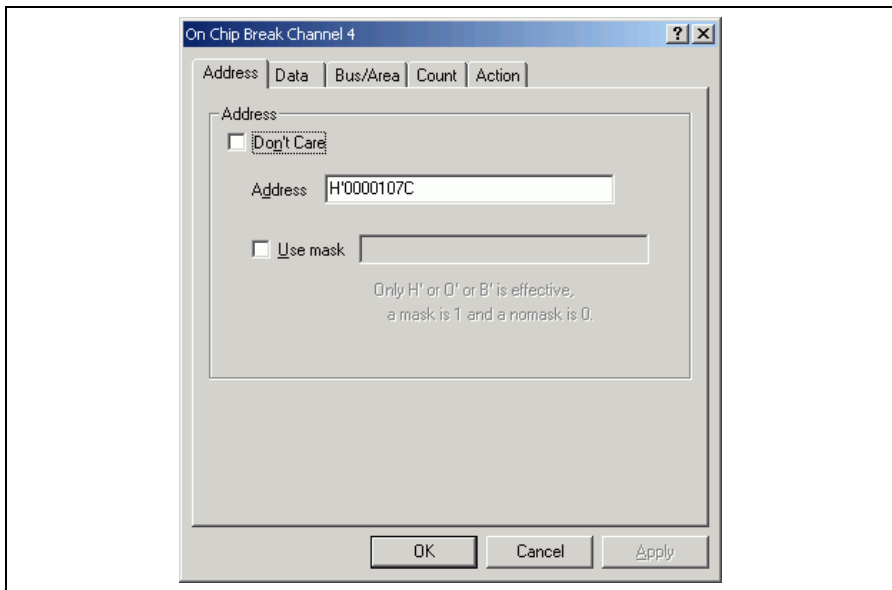 On Chip Break Channel 4
Address Data Bus/Area Count Action
Address
Don't Care
Address H'0000107C
Use mask
Only H' or O' or B' is effective,
a mask is 1 and a nomask is 0.
OK Cancel Apply